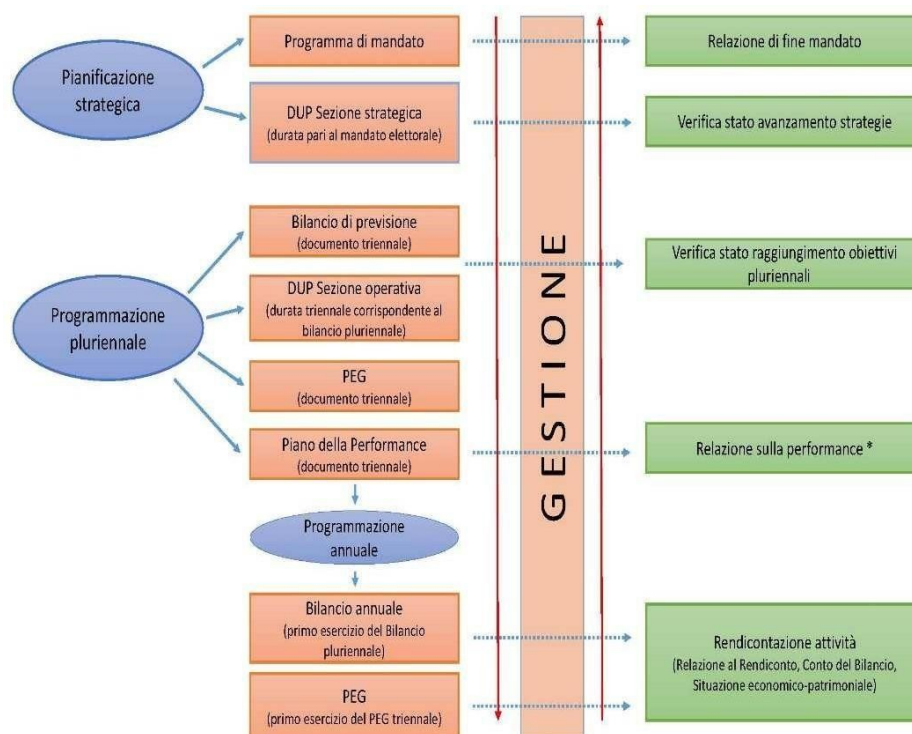 Pianificazione
strategica
Programma di mandato
Relazione di fine mandato
DUP Sezione strategica
(durata pari al mandato elettorale)
Verifica stato avanzamento strategie
Programmazione
pluriennale
Bilancio di previsione
(documento triennale)
Verifica stato raggiungimento obiettivi
pluriennali
DUP Sezione operativa
(durata triennale corrispondente al
bilancio pluriennale)
PEG
(documento triennale)
Piano della Performance
(documento triennale)
Relazione sulla performance *
GESTIONE
Programmazione
annuale
Bilancio annuale
(primo esercizio del Bilancio
pluriennale)
Rendicontazione attività
(Relazione al Rendiconto, Conto del Bilancio,
Situazione economico-patrimoniale)
PEG
(primo esercizio del PEG triennale)